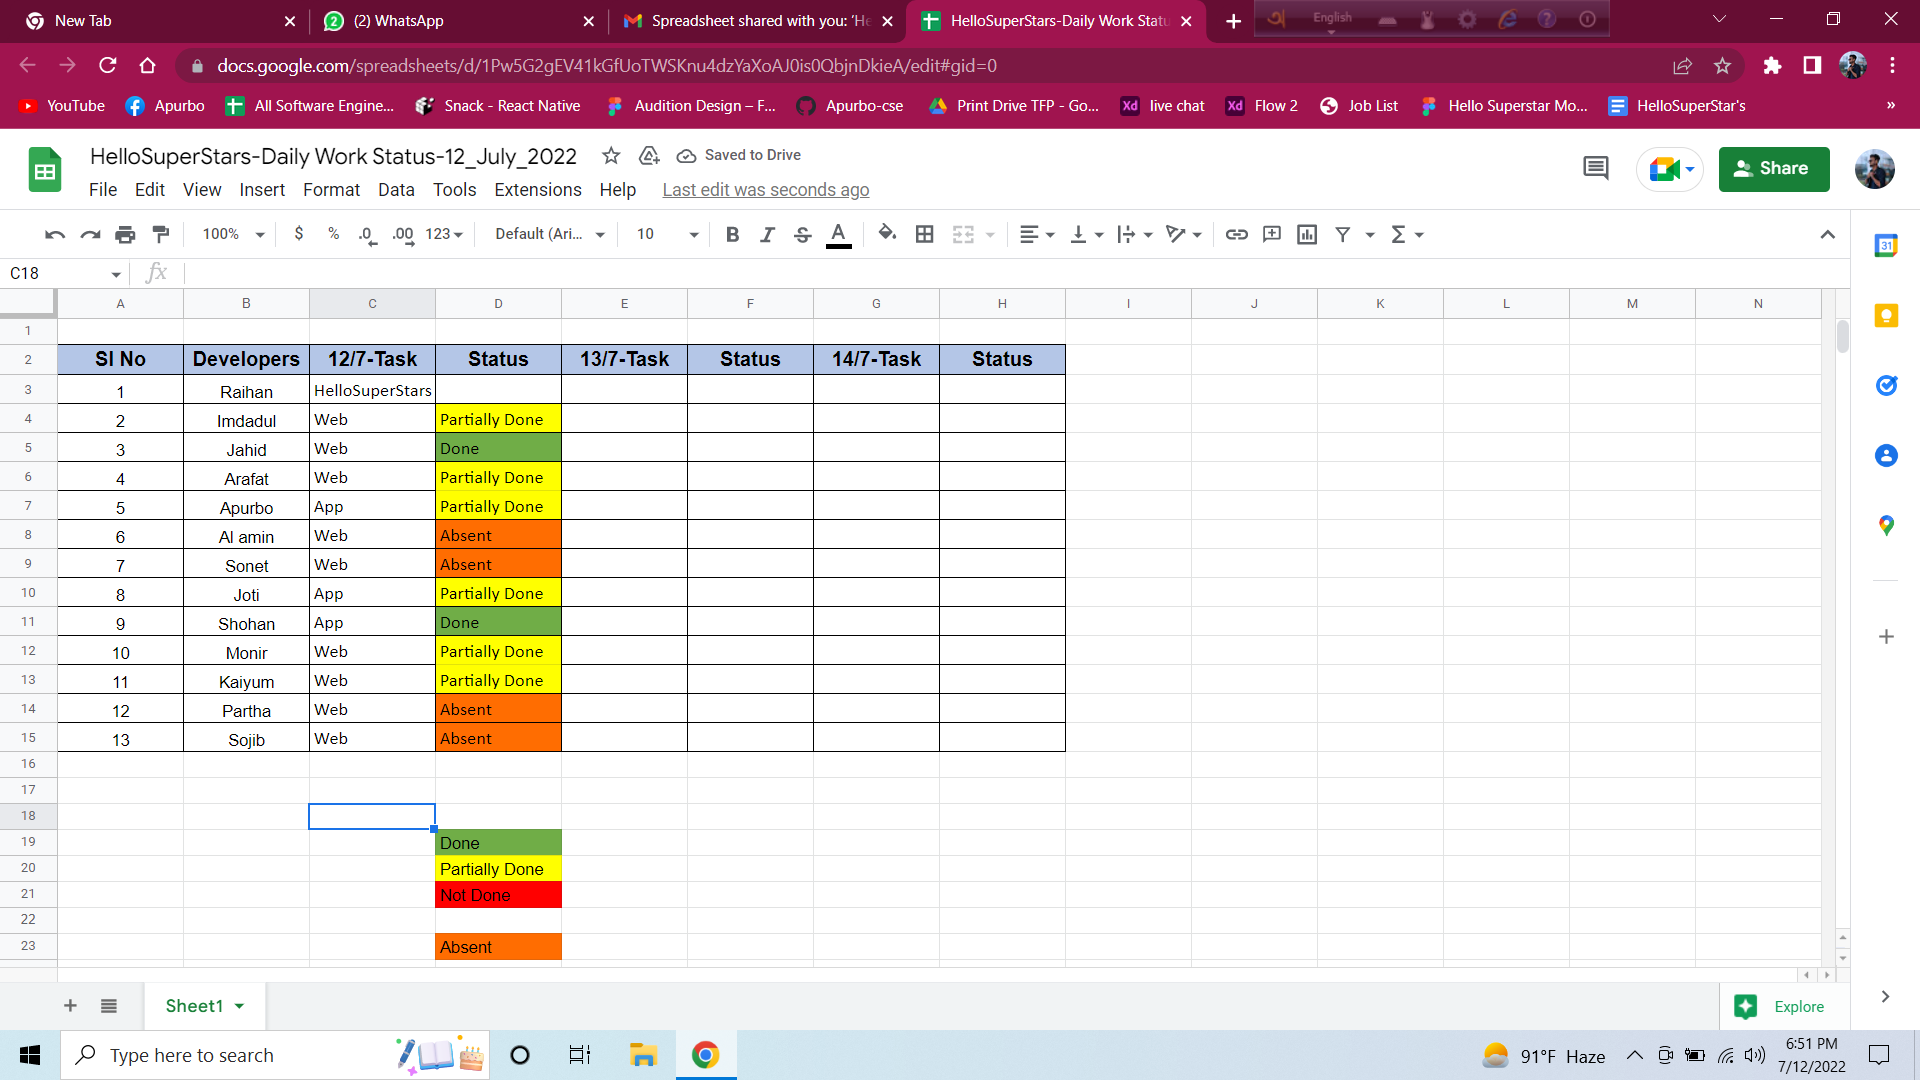 New Tab
(2) WhatsApp
Spreadsheet shared with you: 'He
HelloSuperStars-Daily Work Statu
English
docs.google.com/spreadsheets/d/1Pw5G2gEV41kGfUoTWSKnu4dzYaXoAJ0is0QbjnDkieA/edit#gid=0
YouTube
Apurbo
All Software Engine...
Snack - React Native
Audition Design – F...
Apurbo-cse
Print Drive TFP - Go...
Xd live chat
Xd Flow 2
Job List
Hello Superstar Mo...
HelloSuperStar's
»
HelloSuperStars-Daily Work Status-12_July_2022
Saved to Drive
Share
File Edit View Insert Format Data Tools Extensions Help Last edit was seconds ago
100% $ % .0 .00 123 Default (Ari... 10 B I S A Σ
31
C18 fx
A B C D E F G H I J K L M N
1
2 SI No Developers 12/7-Task Status 13/7-Task Status 14/7-Task Status
3 1 Raihan HelloSuperStars
4 2 Imdadul Web Partially Done
5 3 Jahid Web Done
6 4 Arafat Web Partially Done
7 5 Apurbo App Partially Done
8 6 Al amin Web Absent
9 7 Sonet Web Absent
10 8 Joti App Partially Done
11 9 Shohan App Done
12 10 Monir Web Partially Done
13 11 Kaiyum Web Partially Done
14 12 Partha Web Absent
15 13 Sojib Web Absent
16
17
18
19 Done
20 Partially Done
21 Not Done
22
23 Absent
Sheet1
Explore
Type here to search
91°F Haze
6:51 PM
7/12/2022